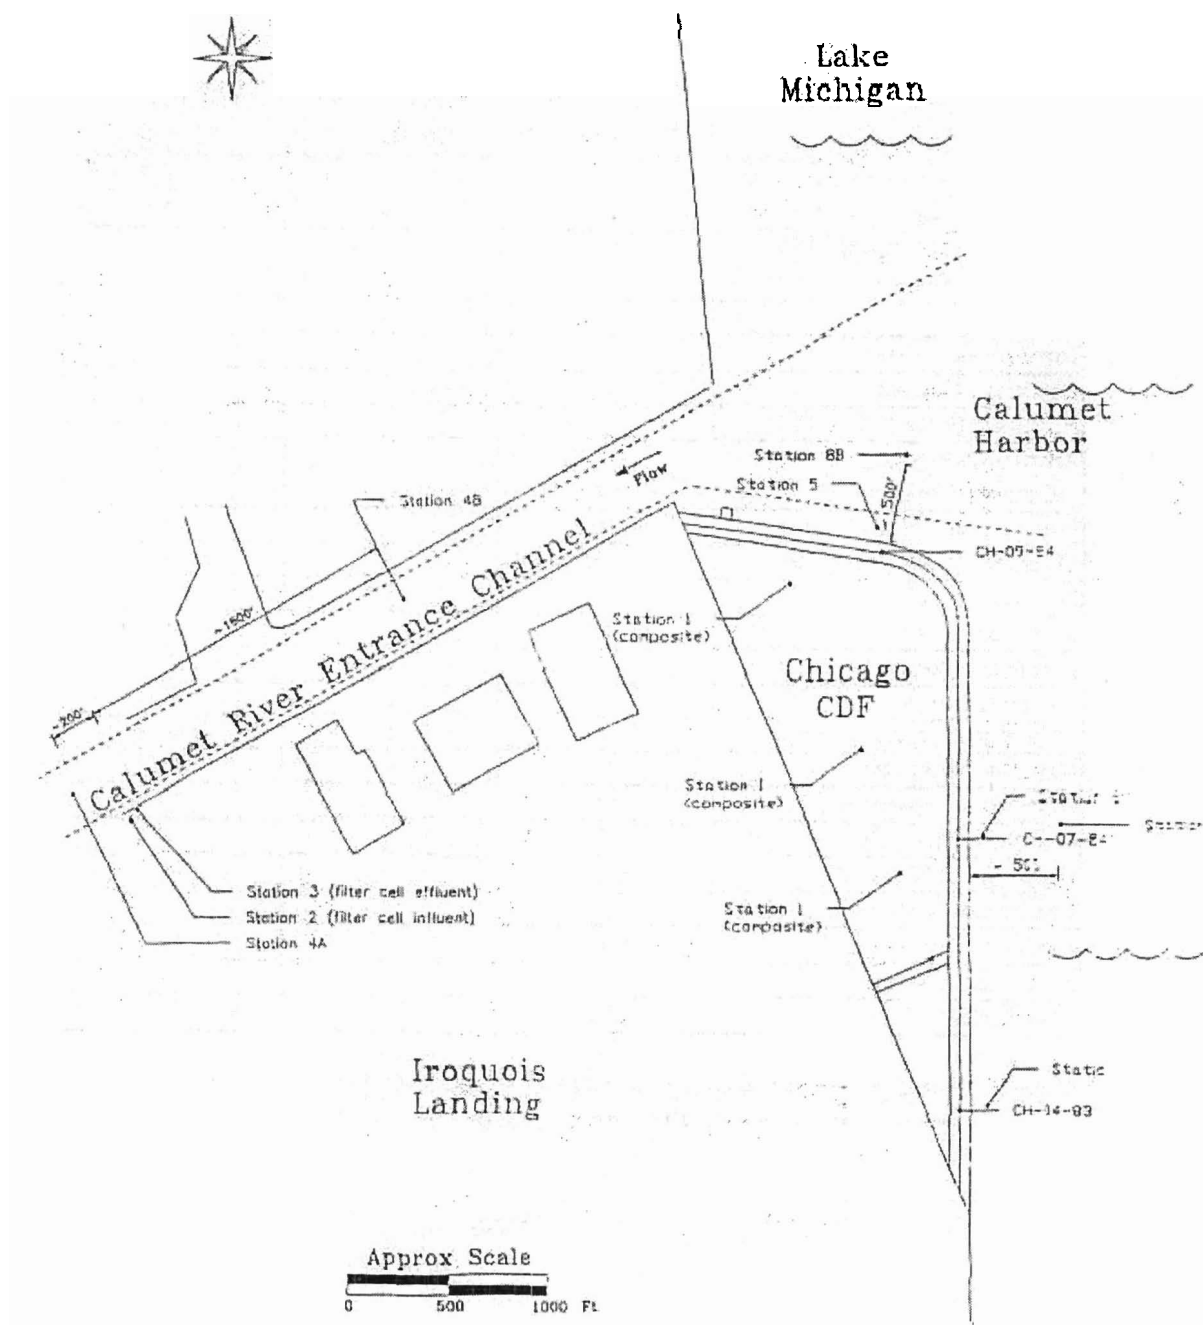 Lake
Michigan
Calumet
Harbor
Station 8B
Flow
Station 5
~500'
Station 4B
CH-09-84
Calumet River Entrance Channel
~1800'
Station 1
(composite)
Chicago
CDF
~200'
Station 1
(composite)
Station
Station 3 (filter cell effluent)
Station 2 (filter cell influent)
Station 4A
Station 1
(composite)
Iroquois
Landing
CH-14-83
Approx Scale
0 500 1000 Ft.